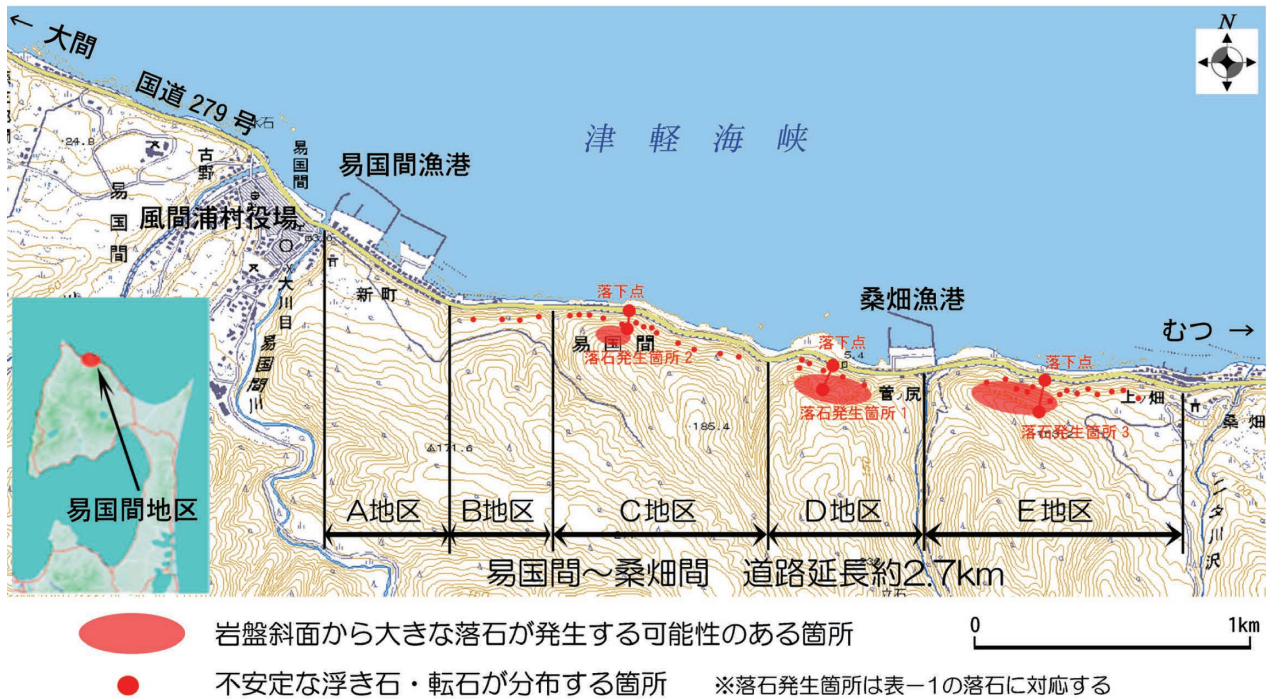 ← 大間
国道 279 号
N
津軽海峡
水石
・24.8
古野
易国間
易国間
易国間漁港
風間浦村役場
大川目
易国間川
新町
落下点
易国間
落石発生箇所 2
桑畑漁港
落下点
5.4
菅ノ尻
落石発生箇所 1
むつ →
落下点
上ノ畑
落石発生箇所 3
桑畑
二タ川沢
・185.4
△171.6
易国間地区
A地区
B地区
C地区
D地区
E地区
易国間～桑畑間　道路延長約2.7km
立石
岩盤斜面から大きな落石が発生する可能性のある箇所
0 1km
不安定な浮き石・転石が分布する箇所 ※落石発生箇所は表－1の落石に対応する